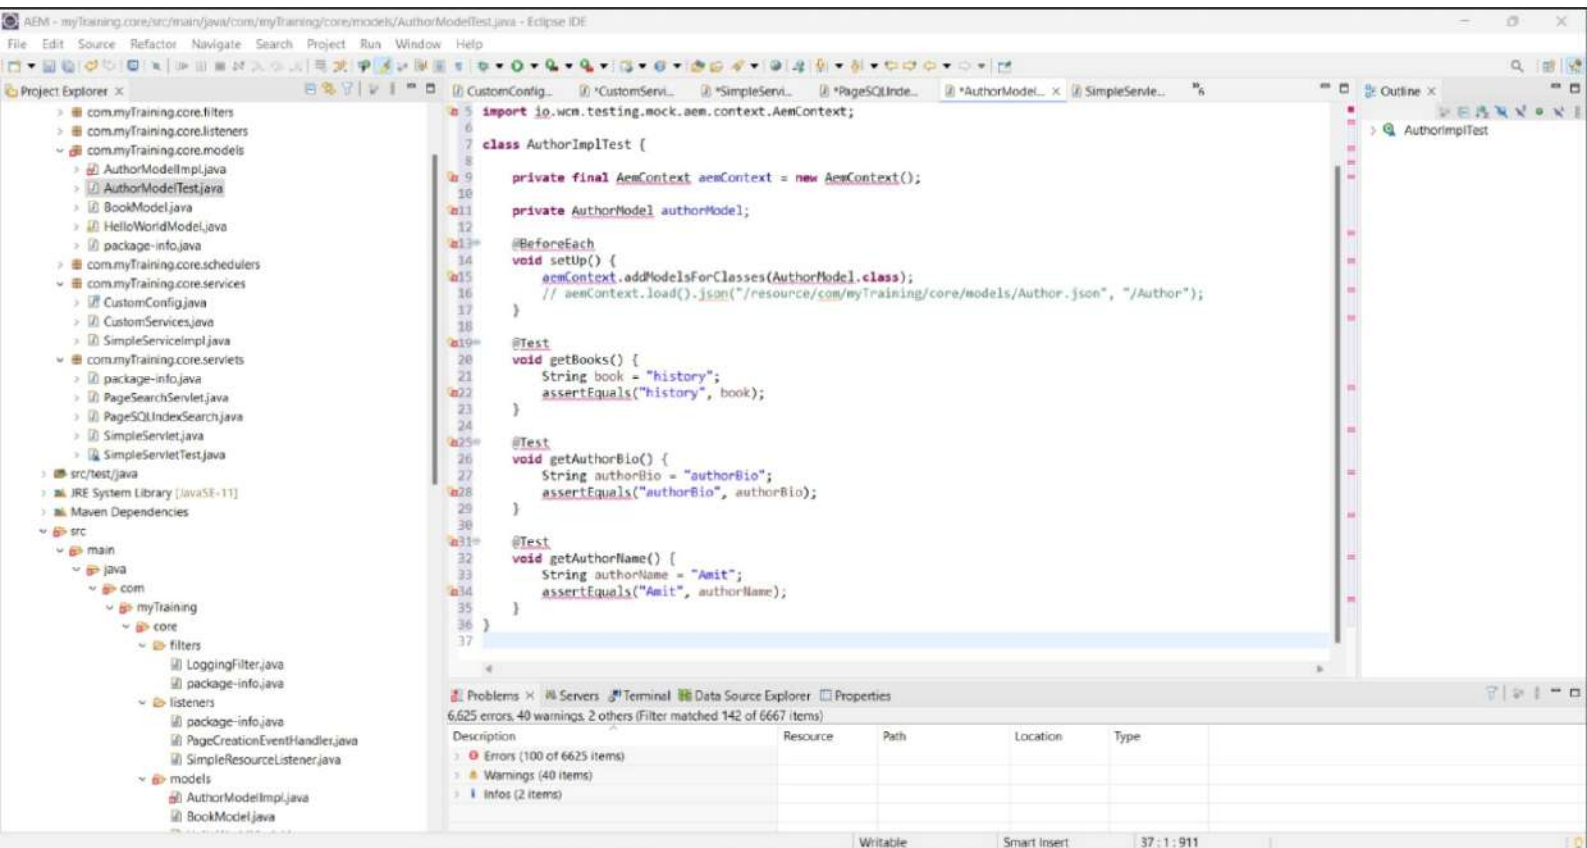 AEM - myTraining.core/src/main/java/com/myTraining/core/models/AuthorModelTest.java - Eclipse IDE
File Edit Source Refactor Navigate Search Project Run Window Help
Project Explorer
com.myTraining.core.filters
com.myTraining.core.listeners
com.myTraining.core.models
AuthorModelImpl.java
AuthorModelTest.java
BookModel.java
HelloWorldModel.java
package-info.java
com.myTraining.core.schedulers
com.myTraining.core.services
CustomConfig.java
CustomServices.java
SimpleServiceImpl.java
com.myTraining.core.servlets
package-info.java
PageSearchServlet.java
PageSQLIndexSearch.java
SimpleServlet.java
SimpleServletTest.java
src/test/java
JRE System Library [JavaSE-11]
Maven Dependencies
src
main
java
com
myTraining
core
filters
LoggingFilter.java
package-info.java
listeners
package-info.java
PageCreationEventHandler.java
SimpleResourceListener.java
models
AuthorModelImpl.java
BookModel.java
CustomConfig... *CustomServi... *SimpleServi... *PageSQLInde... *AuthorModel... SimpleServle... »6
5 import io.wcm.testing.mock.aem.context.AemContext;
6
7 class AuthorImplTest {
8
9 private final AemContext aemContext = new AemContext();
10
11 private AuthorModel authorModel;
12
13 @BeforeEach
14 void setUp() {
15 aemContext.addModelsForClasses(AuthorModel.class);
16 // aemContext.load().json("/resource/com/myTraining/core/models/Author.json", "/Author");
17 }
18
19 @Test
20 void getBooks() {
21 String book = "history";
22 assertEquals("history", book);
23 }
24
25 @Test
26 void getAuthorBio() {
27 String authorBio = "authorBio";
28 assertEquals("authorBio", authorBio);
29 }
30
31 @Test
32 void getAuthorName() {
33 String authorName = "Amit";
34 assertEquals("Amit", authorName);
35 }
36 }
37
Outline
AuthorImplTest
Problems Servers Terminal Data Source Explorer Properties
6,625 errors, 40 warnings, 2 others (Filter matched 142 of 6667 items)
Description Resource Path Location Type
Errors (100 of 6625 items)
Warnings (40 items)
Infos (2 items)
Writable Smart Insert 37 : 1 : 911